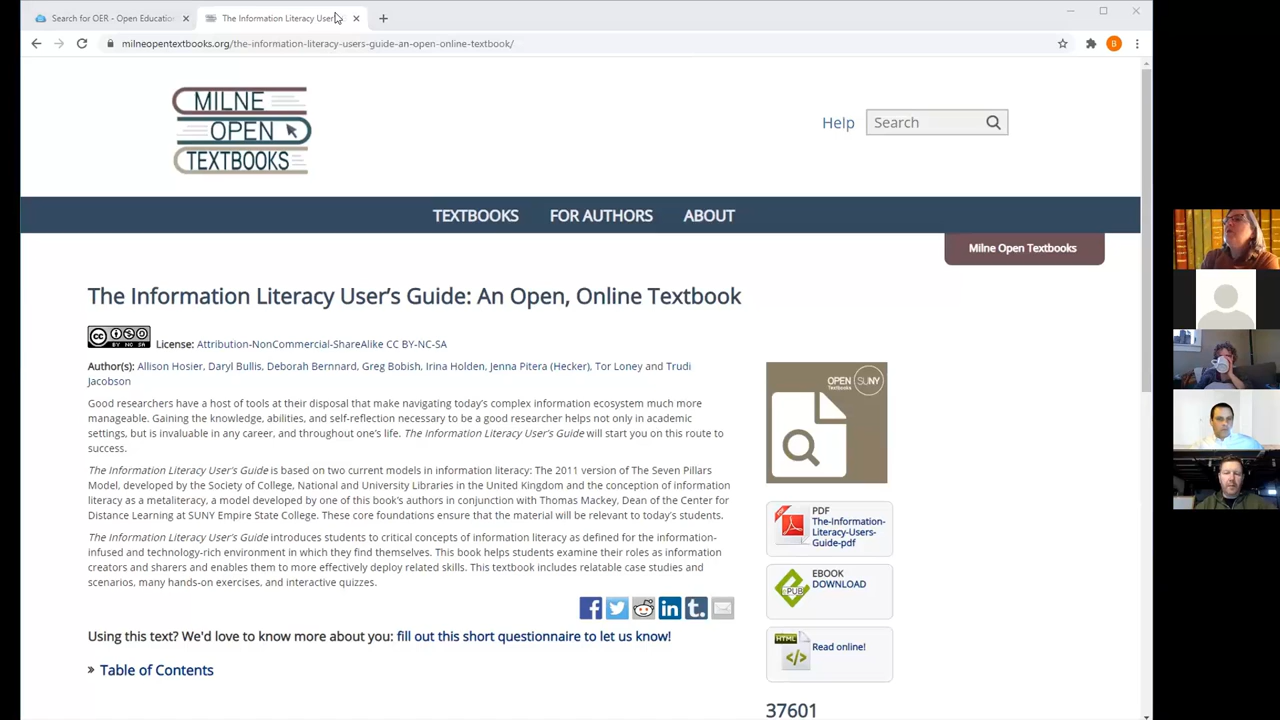 Search for OER - Open Educatio
The Information Literacy User's
milneopentextbooks.org/the-information-literacy-users-guide-an-open-online-textbook/
B
MILNE
OPEN
TEXTBOOKS
Help
Search
TEXTBOOKS FOR AUTHORS ABOUT
Milne Open Textbooks
The Information Literacy User's Guide: An Open, Online Textbook
CC BY NC SA
License: Attribution-NonCommercial-ShareAlike CC BY-NC-SA
Author(s): Allison Hosier, Daryl Bullis, Deborah Bernnard, Greg Bobish, Irina Holden, Jenna Pitera (Hecker), Tor Loney and Trudi
Jacobson
Good researchers have a host of tools at their disposal that make navigating today's complex information ecosystem much more
manageable. Gaining the knowledge, abilities, and self-reflection necessary to be a good researcher helps not only in academic
settings, but is invaluable in any career, and throughout one's life. The Information Literacy User's Guide will start you on this route to
success.
The Information Literacy User's Guide is based on two current models in information literacy: The 2011 version of The Seven Pillars
Model, developed by the Society of College, National and University Libraries in the United Kingdom and the conception of information
literacy as a metaliteracy, a model developed by one of this book's authors in conjunction with Thomas Mackey, Dean of the Center for
Distance Learning at SUNY Empire State College. These core foundations ensure that the material will be relevant to today's students.
The Information Literacy User's Guide introduces students to critical concepts of information literacy as defined for the information-
infused and technology-rich environment in which they find themselves. This book helps students examine their roles as information
creators and sharers and enables them to more effectively deploy related skills. This textbook includes relatable case studies and
scenarios, many hands-on exercises, and interactive quizzes.
Using this text? We'd love to know more about you: fill out this short questionnaire to let us know!
» Table of Contents
OPEN SUNY
Textbooks
PDF
The-Information-
Literacy-Users-
Guide-pdf
ePUB
EBOOK
DOWNLOAD
HTML
</>
Read online!
37601